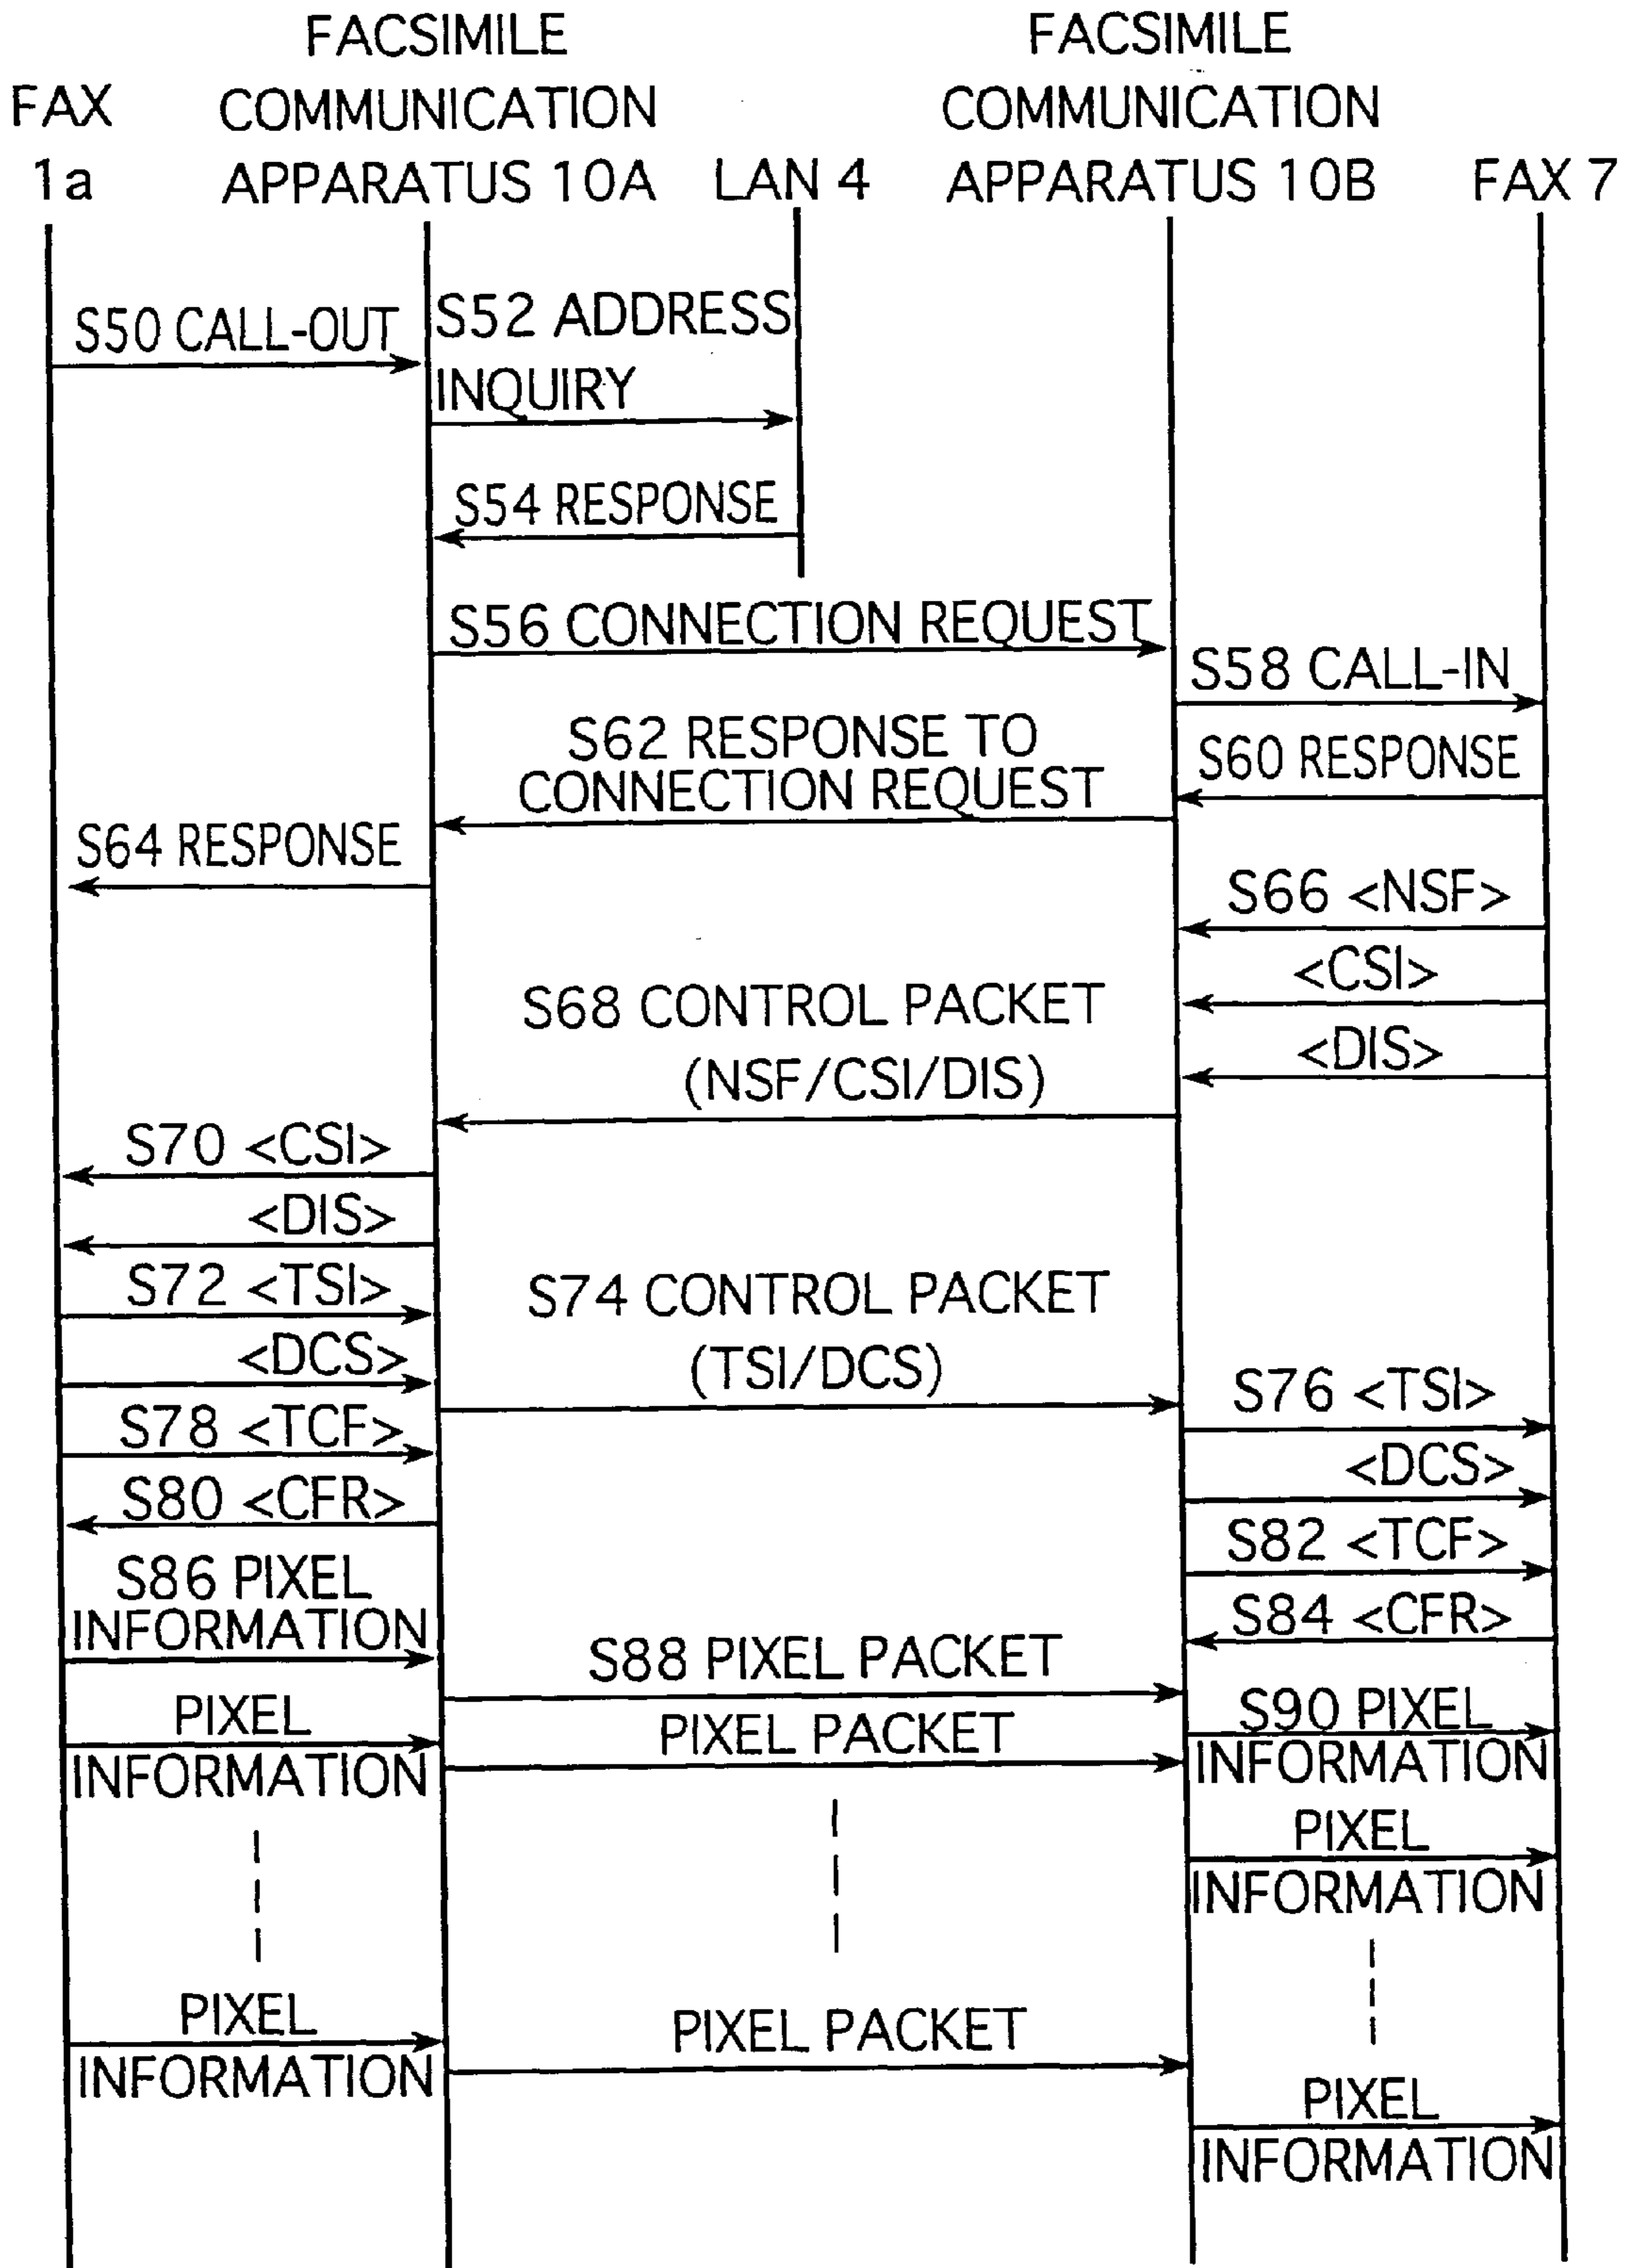 FACSIMILE
FACSIMILE
FAX
COMMUNICATION
COMMUNICATION
1a
APPARATUS 10A
LAN 4
APPARATUS 10B
FAX 7
S50 CALL-OUT
S52 ADDRESS
INQUIRY
S54 RESPONSE
S56 CONNECTION REQUEST
S58 CALL-IN
S62 RESPONSE TO
CONNECTION REQUEST
S60 RESPONSE
S64 RESPONSE
S66 <NSF>
<CSI>
S68 CONTROL PACKET
(NSF/CSI/DIS)
<DIS>
S70 <CSI>
<DIS>
S72 <TSI>
S74 CONTROL PACKET
(TSI/DCS)
<DCS>
S76 <TSI>
S78 <TCF>
<DCS>
S80 <CFR>
S82 <TCF>
S86 PIXEL
INFORMATION
S84 <CFR>
S88 PIXEL PACKET
PIXEL
INFORMATION
PIXEL PACKET
S90 PIXEL
INFORMATION
PIXEL
INFORMATION
PIXEL
INFORMATION
PIXEL PACKET
PIXEL
INFORMATION